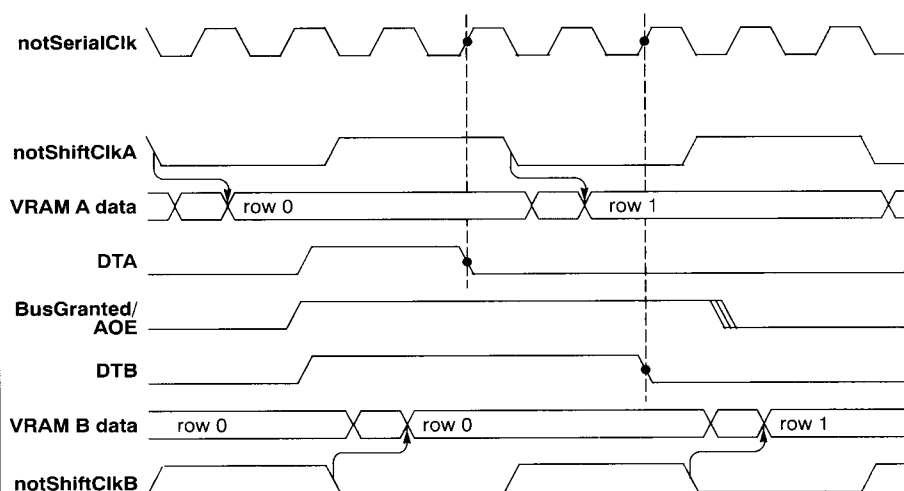 notSerialClk
notShiftClkA
VRAM A data
row 0
row 1
DTA
BusGranted/
AOE
DTB
VRAM B data
row 0
row 0
row 1
notShiftClkB